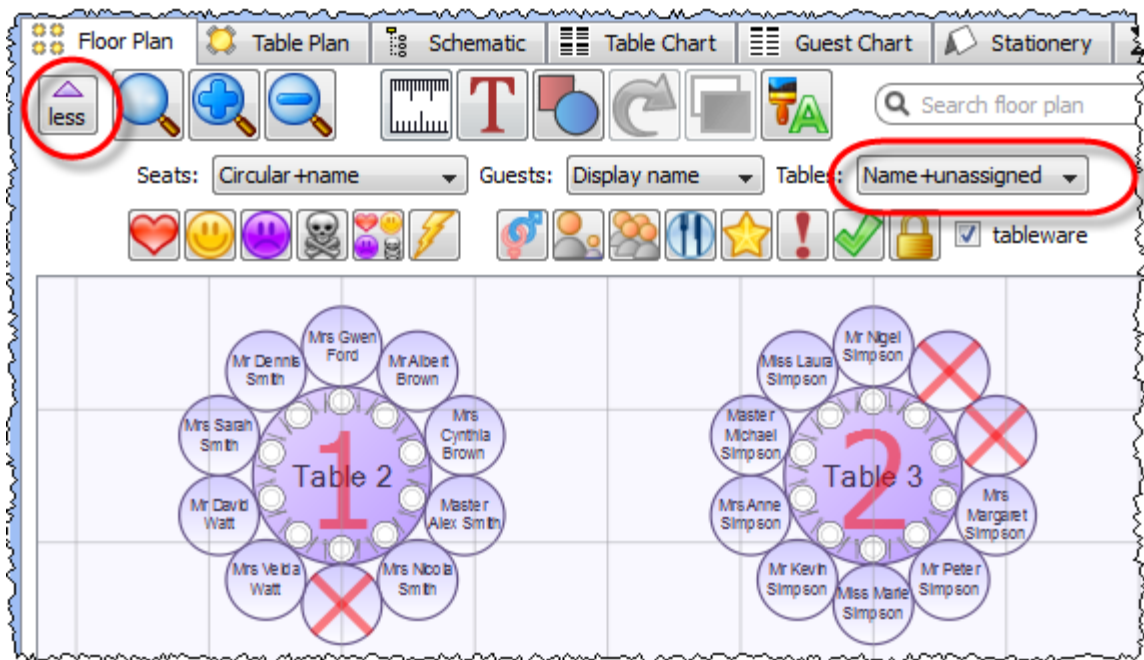 Floor Plan
Table Plan
Schematic
Table Chart
Guest Chart
Stationery
less
T
A
Search floor plan
Seats:
Circular+name
Guests:
Display name
Tables:
Name+unassigned
tableware
Mrs Gwen
Ford
Mr Dennis
Smith
Mr Albert
Brown
Mrs Sarah
Smith
Mrs
Cynthia
Brown
1
Table 2
Mr David
Watt
Master
Alex Smith
Mrs Velda
Watt
Mrs Nicola
Smith
Mr Nigel
Simpson
Miss Laura
Simpson
Master
Michael
Simpson
2
Table 3
Mrs Anne
Simpson
Mrs
Margaret
Simpson
Mr Kevin
Simpson
Mr Peter
Simpson
Miss Marie
Simpson